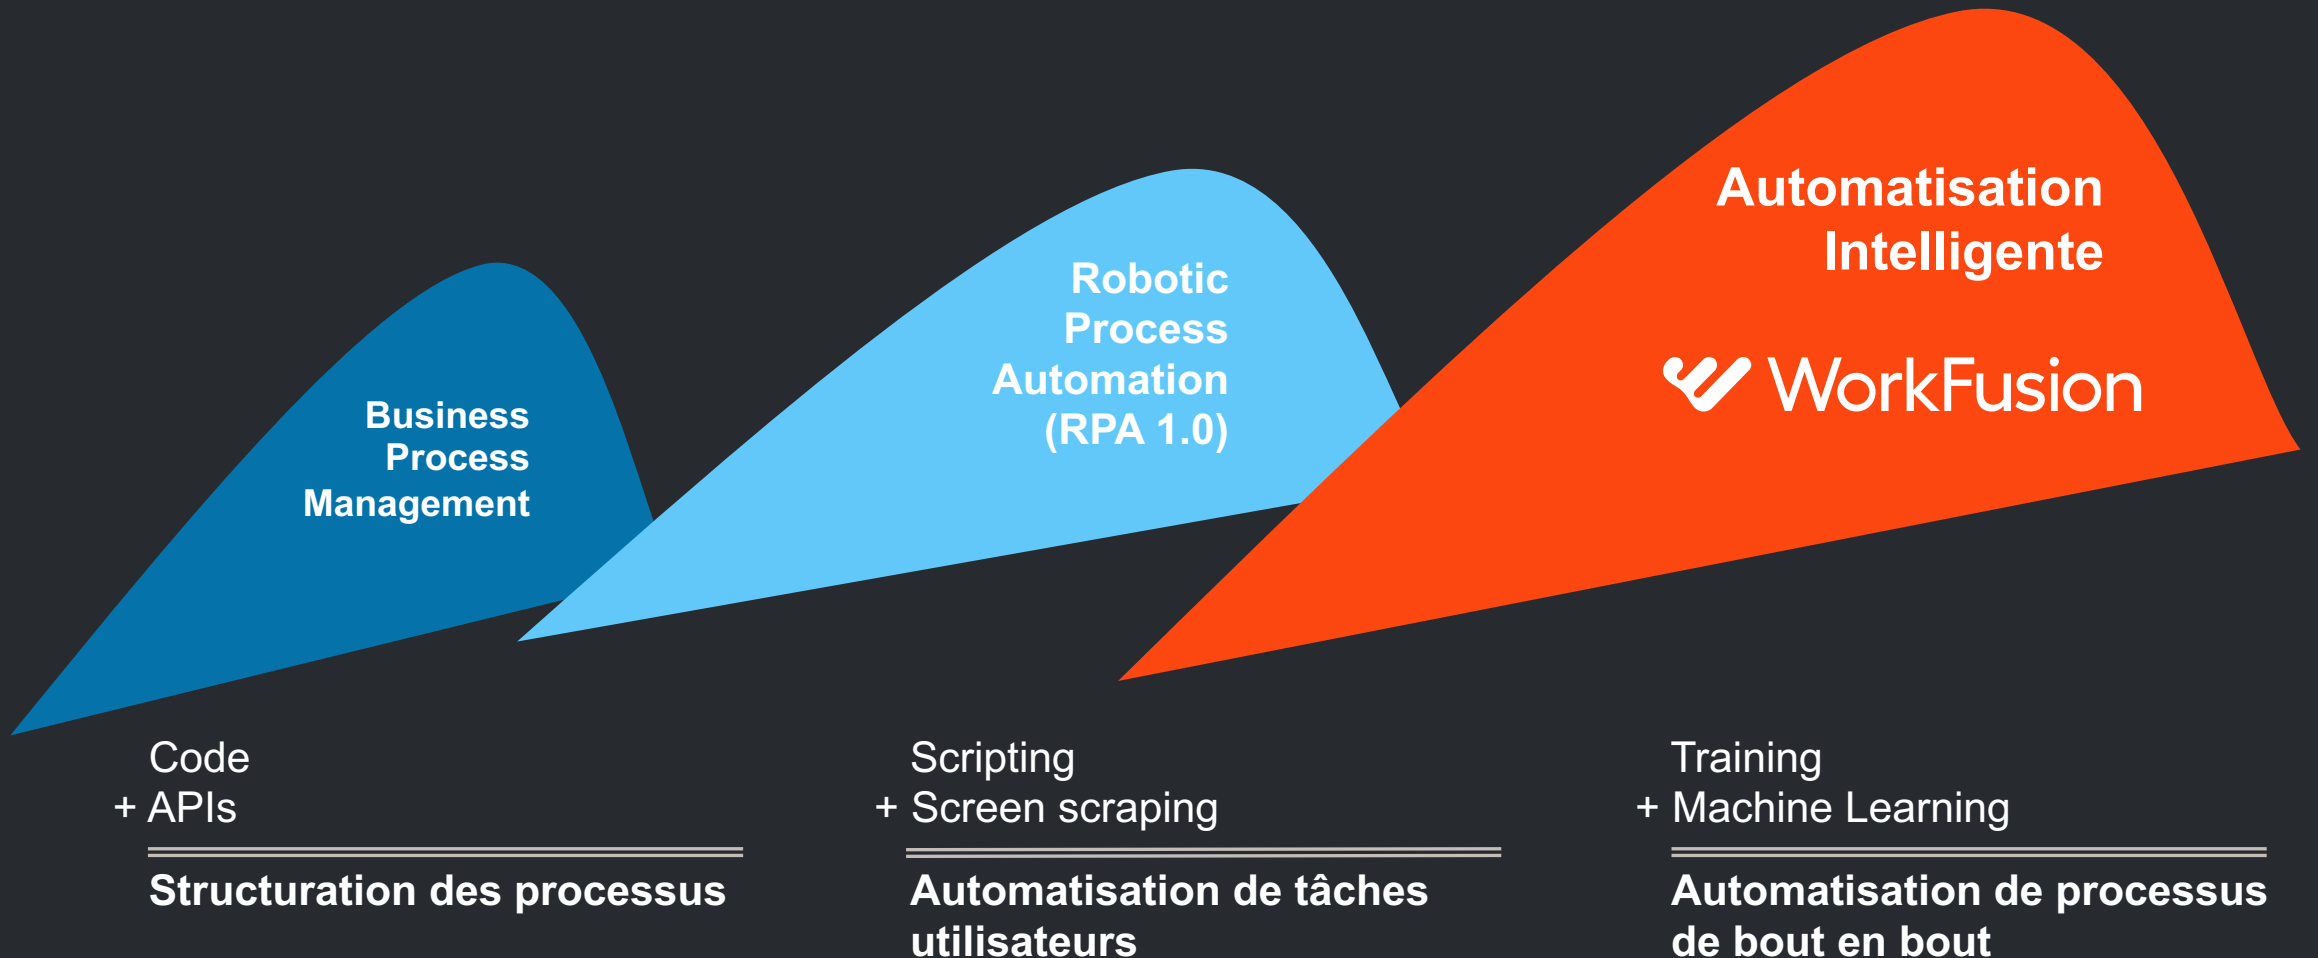 Business
Process
Management
Robotic
Process
Automation
(RPA 1.0)
Automatisation
Intelligente
WorkFusion
Code
+ APIs
Structuration des processus
Scripting
+ Screen scraping
Automatisation de tâches
utilisateurs
Training
+ Machine Learning
Automatisation de processus
de bout en bout